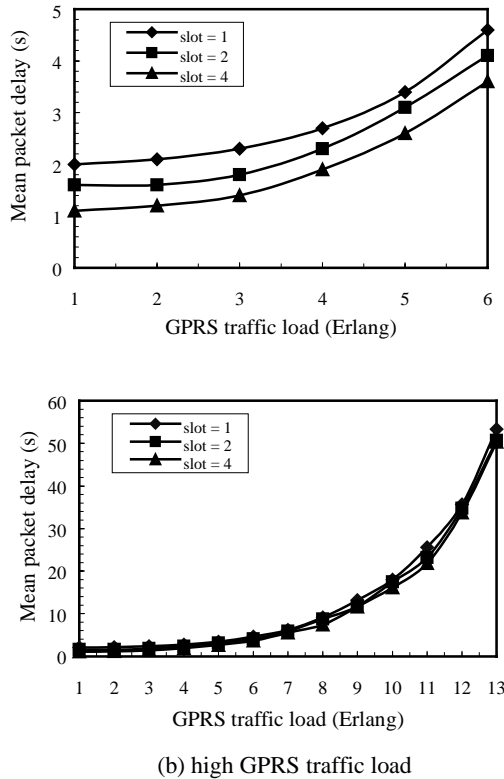 5
4
3
2
1
0
Mean packet delay (s)
slot = 1
slot = 2
slot = 4
1 2 3 4 5 6
GPRS traffic load (Erlang)
60
50
40
30
20
10
0
Mean packet delay (s)
slot = 1
slot = 2
slot = 4
1 2 3 4 5 6 7 8 9 10 11 12 13
GPRS traffic load (Erlang)
(b) high GPRS traffic load